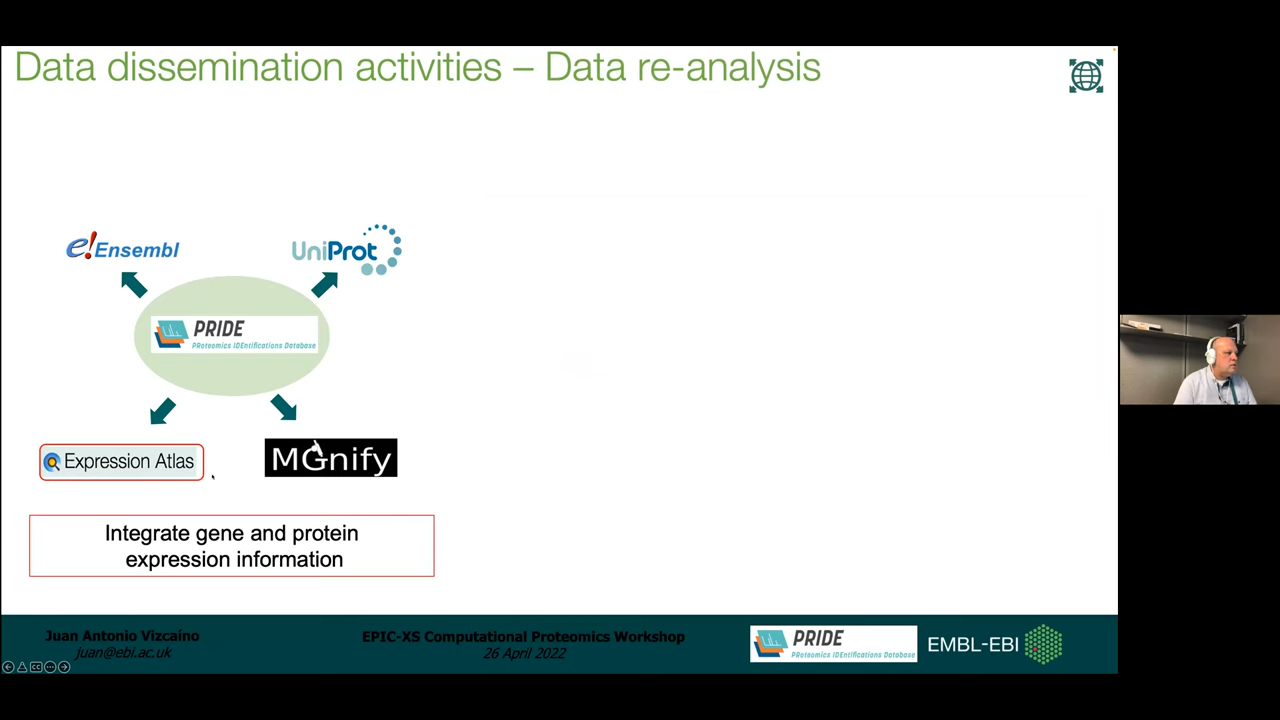 Data dissemination activities – Data re-analysis
e!Ensembl
UniProt
PRIDE
PRoteomics IDEntifications Database
Expression Atlas
MGnify
Integrate gene and protein
expression information
Juan Antonio Vizcaíno
juan@ebi.ac.uk
EPIC-XS Computational Proteomics Workshop
26 April 2022
PRIDE
PRoteomics IDEntifications Database
EMBL-EBI